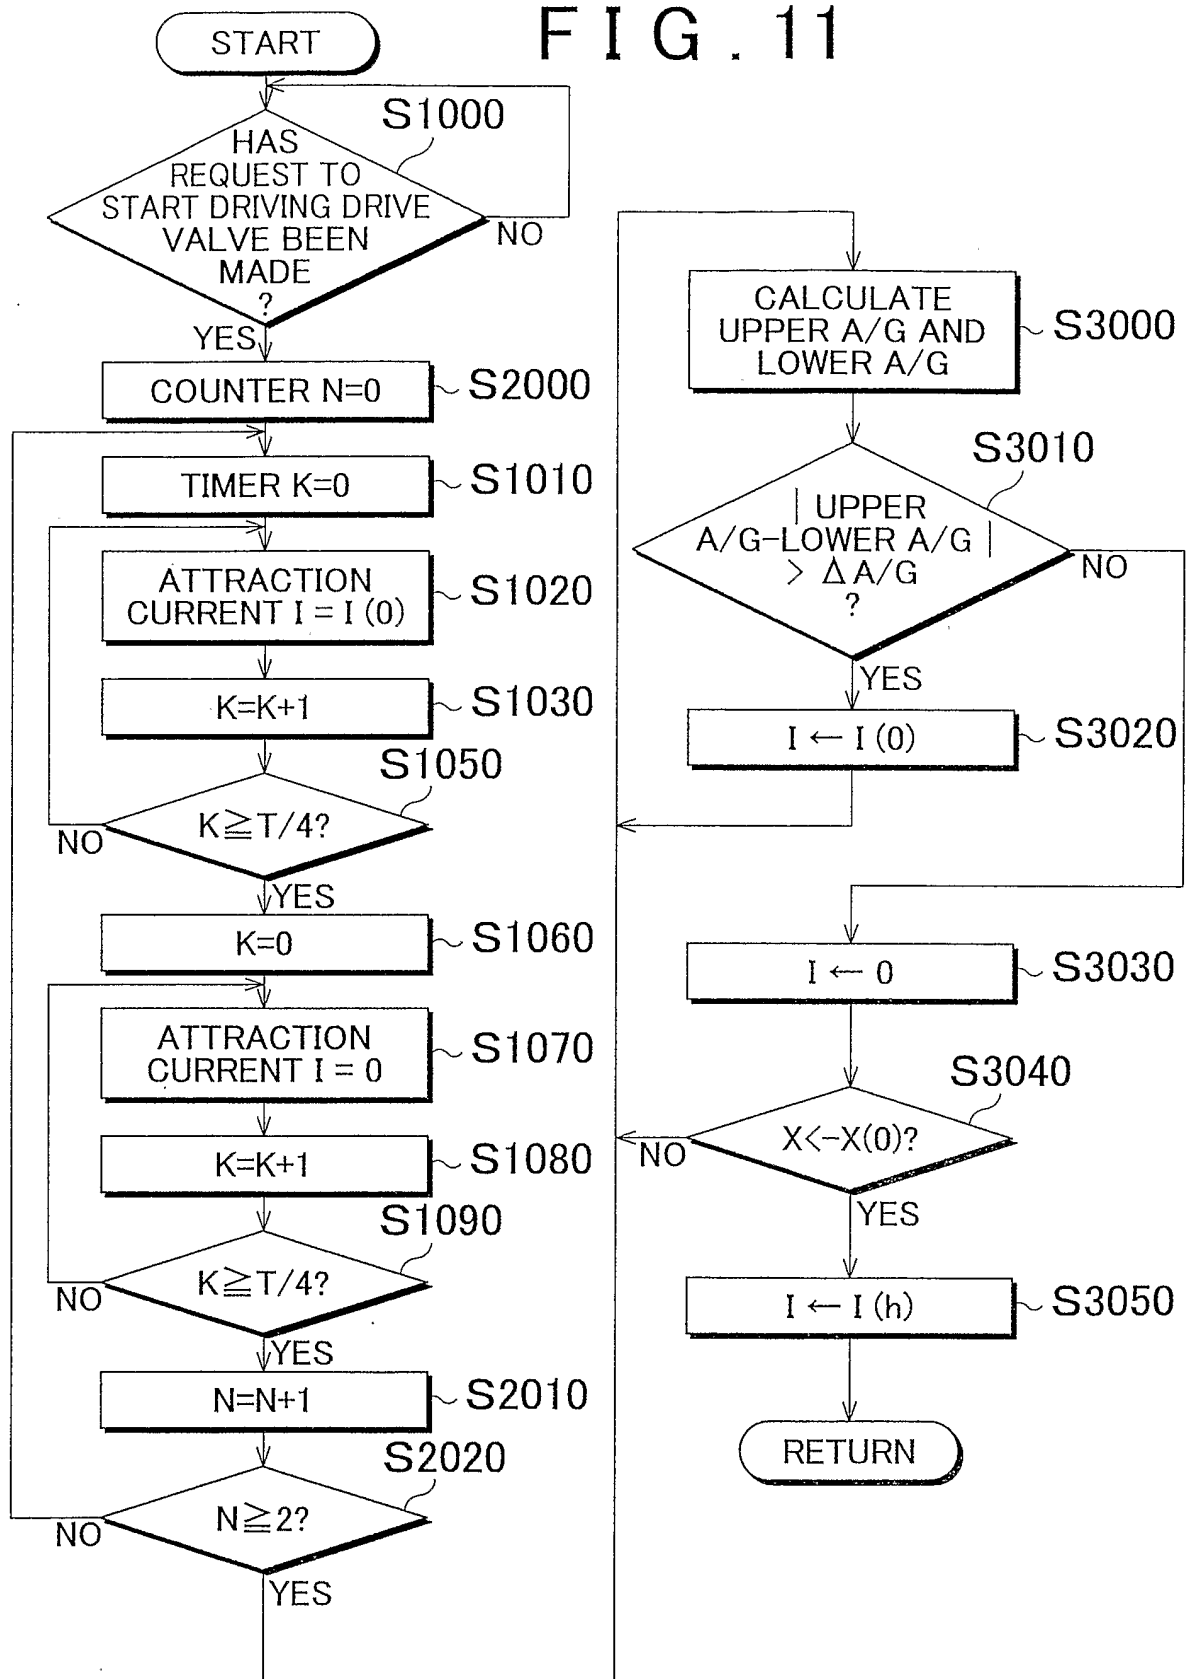 FIG. 11
START
S1000
HAS
REQUEST TO
START DRIVING DRIVE
VALVE BEEN
MADE
?
NO
YES
COUNTER N=0
S2000
TIMER K=0
S1010
ATTRACTION
CURRENT I = I (0)
S1020
K=K+1
S1030
S1050
K≧T/4?
NO
YES
K=0
S1060
ATTRACTION
CURRENT I = 0
S1070
K=K+1
S1080
S1090
K≧T/4?
NO
YES
N=N+1
S2010
S2020
N≧2?
NO
YES
CALCULATE
UPPER A/G AND
LOWER A/G
S3000
S3010
| UPPER
A/G-LOWER A/G |
> ΔA/G
?
NO
YES
I ← I (0)
S3020
I ← 0
S3030
S3040
X<-X(0)?
NO
YES
I ← I (h)
S3050
RETURN